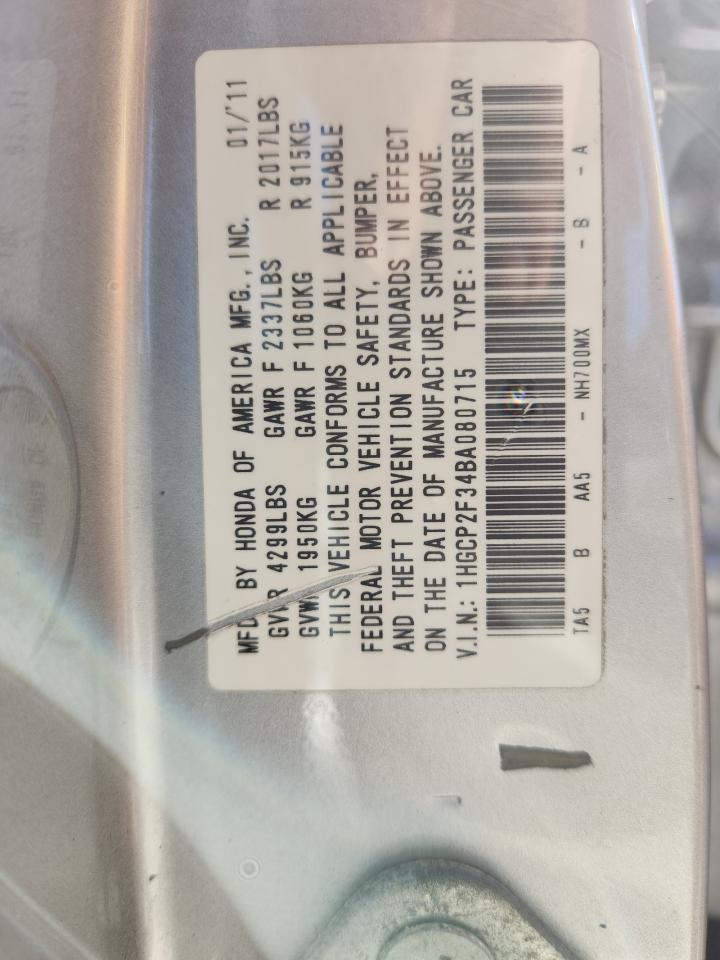 MFD. BY HONDA OF AMERICA MFG., INC. 01/'11
GVWR 4299LBS GAWR F 2337LBS R 2017LBS
GVWR 1950KG GAWR F 1060KG R 915KG
THIS VEHICLE CONFORMS TO ALL APPLICABLE
FEDERAL MOTOR VEHICLE SAFETY, BUMPER,
AND THEFT PREVENTION STANDARDS IN EFFECT
ON THE DATE OF MANUFACTURE SHOWN ABOVE.
V.I.N.: 1HGCP2F34BA080715 TYPE: PASSENGER CAR
TA5 B AA5 - NH700MX - B - A